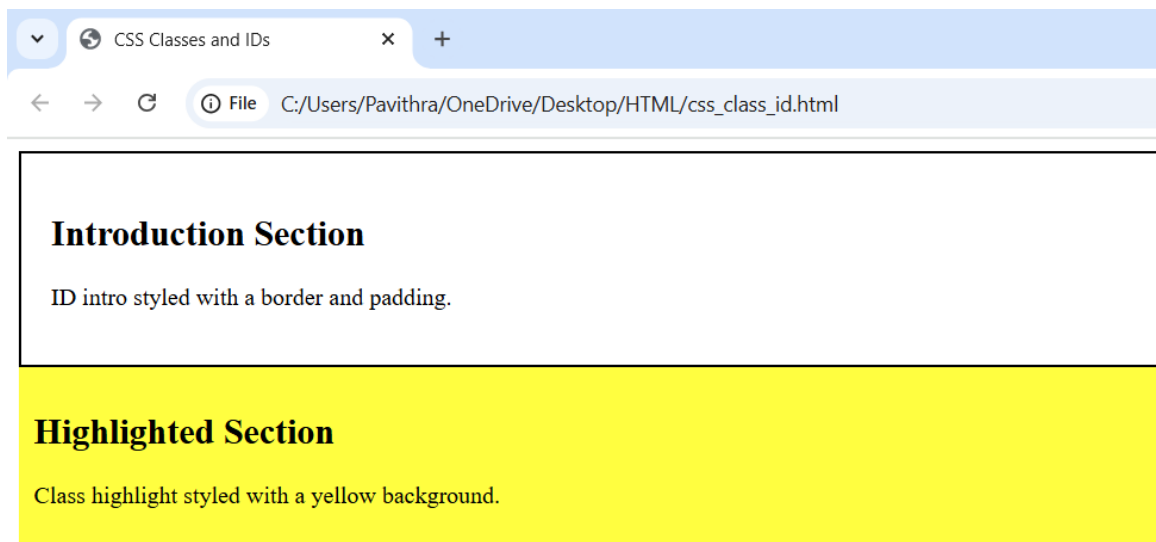 CSS Classes and IDs
File C:/Users/Pavithra/OneDrive/Desktop/HTML/css_class_id.html
Introduction Section
ID intro styled with a border and padding.
Highlighted Section
Class highlight styled with a yellow background.